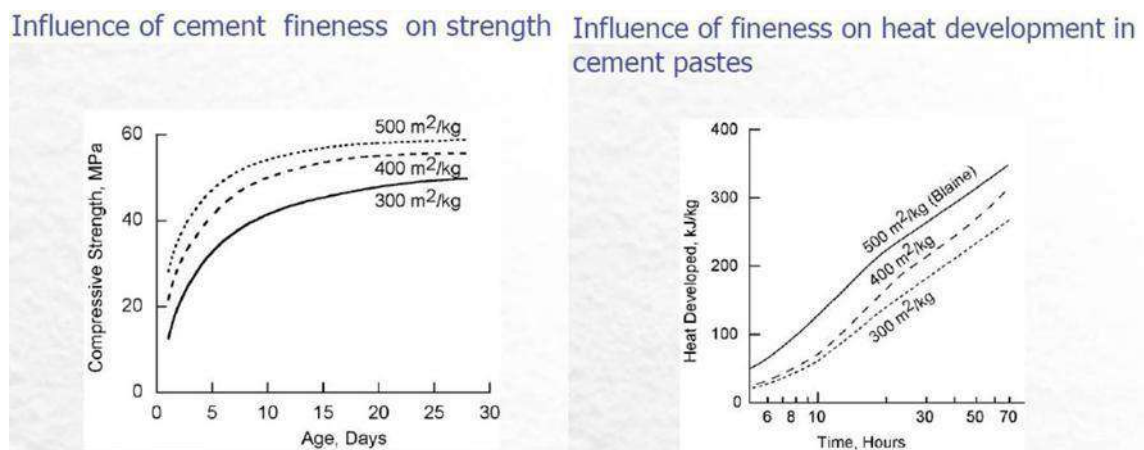 Influence of cement fineness on strength
60
40
20
0
Compressive Strength, MPa
500 m²/kg
400 m²/kg
300 m²/kg
0 5 10 15 20 25 30
Age, Days
Influence of fineness on heat development in
cement pastes
400
300
200
100
0
Heat Developed, kJ/kg
500 m²/kg (Blaine)
400 m²/kg
300 m²/kg
6 8 10 30 50 70
Time, Hours